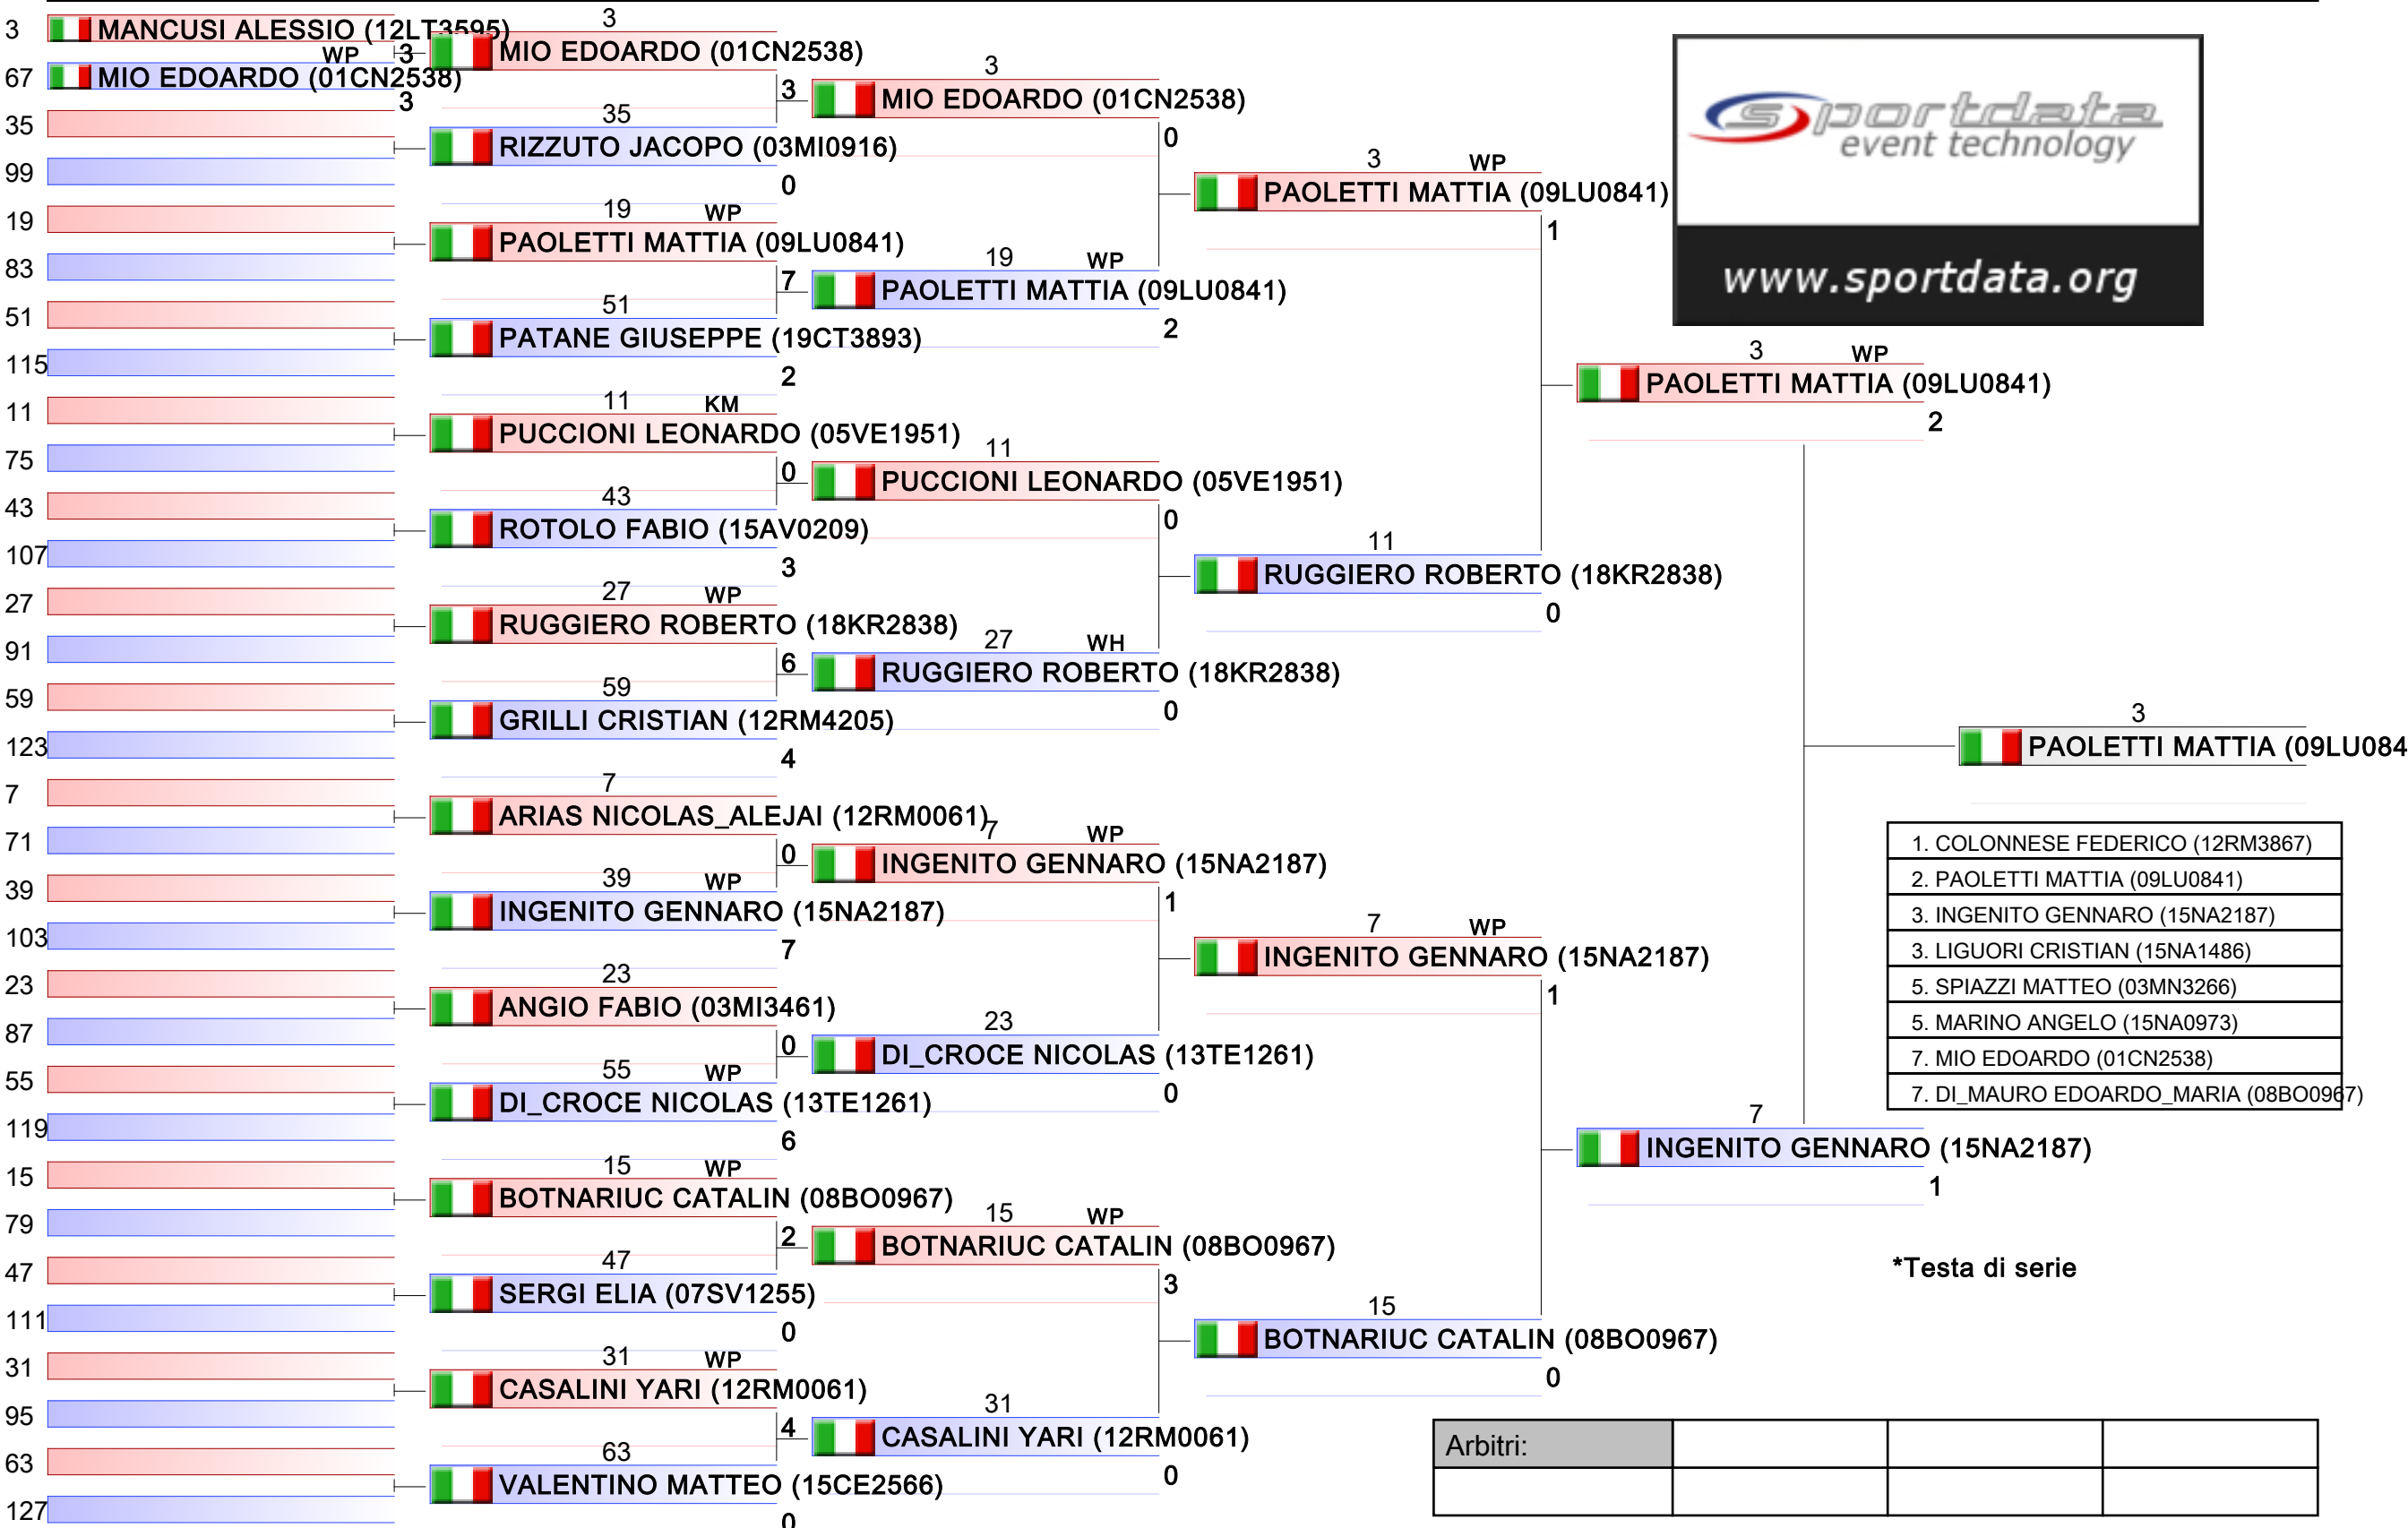 3 MANCUSI ALESSIO (12LT3595)
WP 3
67 MIO EDOARDO (01CN2538)
3
35
99
19
83
51
115
11
75
43
107
27
91
59
123
7
71
39
103
23
87
55
119
15
79
47
111
31
95
63
127
3
MIO EDOARDO (01CN2538)
3
35
RIZZUTO JACOPO (03MI0916)
0
19 WP
PAOLETTI MATTIA (09LU0841)
7
51
PATANE GIUSEPPE (19CT3893)
2
11 KM
PUCCIONI LEONARDO (05VE1951)
0
43
ROTOLO FABIO (15AV0209)
3
27 WP
RUGGIERO ROBERTO (18KR2838)
6
59
GRILLI CRISTIAN (12RM4205)
4
7
ARIAS NICOLAS_ALEJAI (12RM0061)
0
39 WP
INGENITO GENNARO (15NA2187)
7
23
ANGIO FABIO (03MI3461)
0
55 WP
DI_CROCE NICOLAS (13TE1261)
6
15 WP
BOTNARIUC CATALIN (08BO0967)
2
47
SERGI ELIA (07SV1255)
0
31 WP
CASALINI YARI (12RM0061)
4
63
VALENTINO MATTEO (15CE2566)
0
3
MIO EDOARDO (01CN2538)
0
19 WP
PAOLETTI MATTIA (09LU0841)
2
11
PUCCIONI LEONARDO (05VE1951)
0
27 WH
RUGGIERO ROBERTO (18KR2838)
0
7 WP
INGENITO GENNARO (15NA2187)
1
23
DI_CROCE NICOLAS (13TE1261)
0
15 WP
BOTNARIUC CATALIN (08BO0967)
3
31
CASALINI YARI (12RM0061)
0
3 WP
PAOLETTI MATTIA (09LU0841)
1
11
RUGGIERO ROBERTO (18KR2838)
0
7 WP
INGENITO GENNARO (15NA2187)
1
15
BOTNARIUC CATALIN (08BO0967)
0
sportdata
event technology
www.sportdata.org
3 WP
PAOLETTI MATTIA (09LU0841)
2
7
INGENITO GENNARO (15NA2187)
1
3
PAOLETTI MATTIA (09LU084
1. COLONNESE FEDERICO (12RM3867)
2. PAOLETTI MATTIA (09LU0841)
3. INGENITO GENNARO (15NA2187)
3. LIGUORI CRISTIAN (15NA1486)
5. SPIAZZI MATTEO (03MN3266)
5. MARINO ANGELO (15NA0973)
7. MIO EDOARDO (01CN2538)
7. DI_MAURO EDOARDO_MARIA (08BO0967)
*Testa di serie
Arbitri: